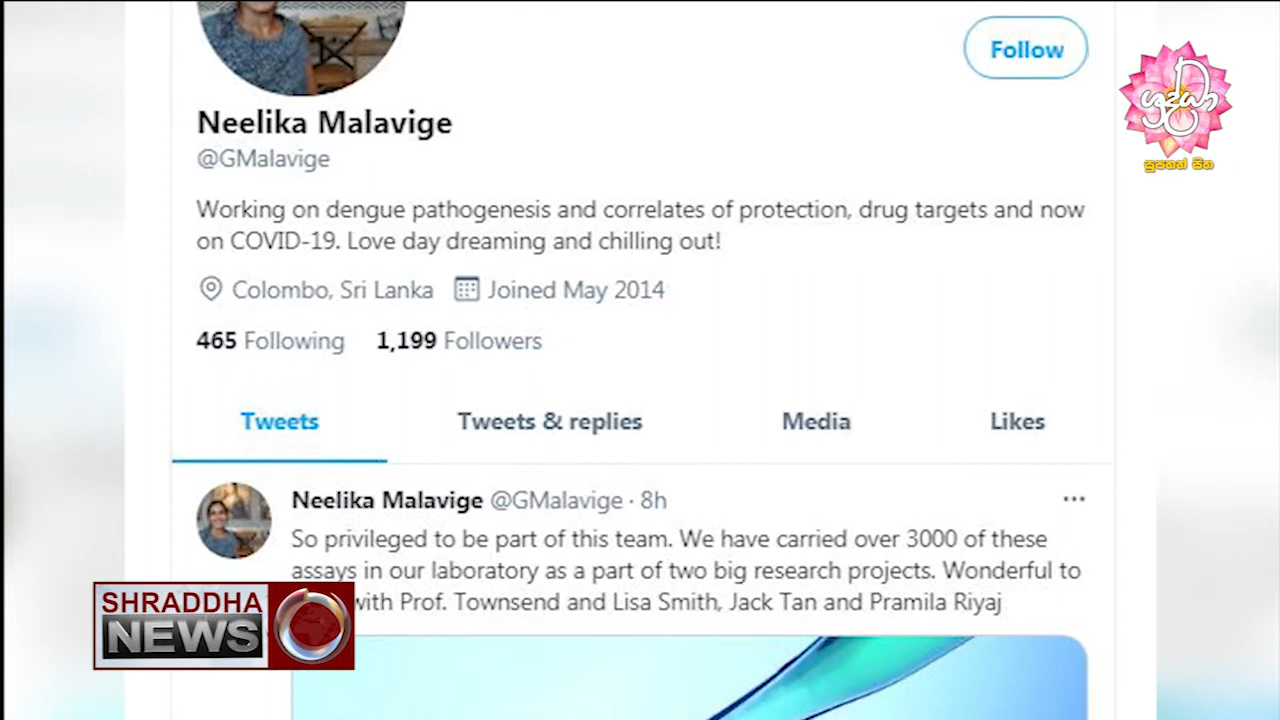 Follow
ශ්‍රද්ධා
සුපහන් සිත
Neelika Malavige
@GMalavige
Working on dengue pathogenesis and correlates of protection, drug targets and now
on COVID-19. Love day dreaming and chilling out!
Colombo, Sri Lanka Joined May 2014
465 Following 1,199 Followers
Tweets Tweets & replies Media Likes
Neelika Malavige @GMalavige · 8h
So privileged to be part of this team. We have carried over 3000 of these
assays in our laboratory as a part of two big research projects. Wonderful to
with Prof. Townsend and Lisa Smith, Jack Tan and Pramila Riyaj
SHRADDHA
NEWS